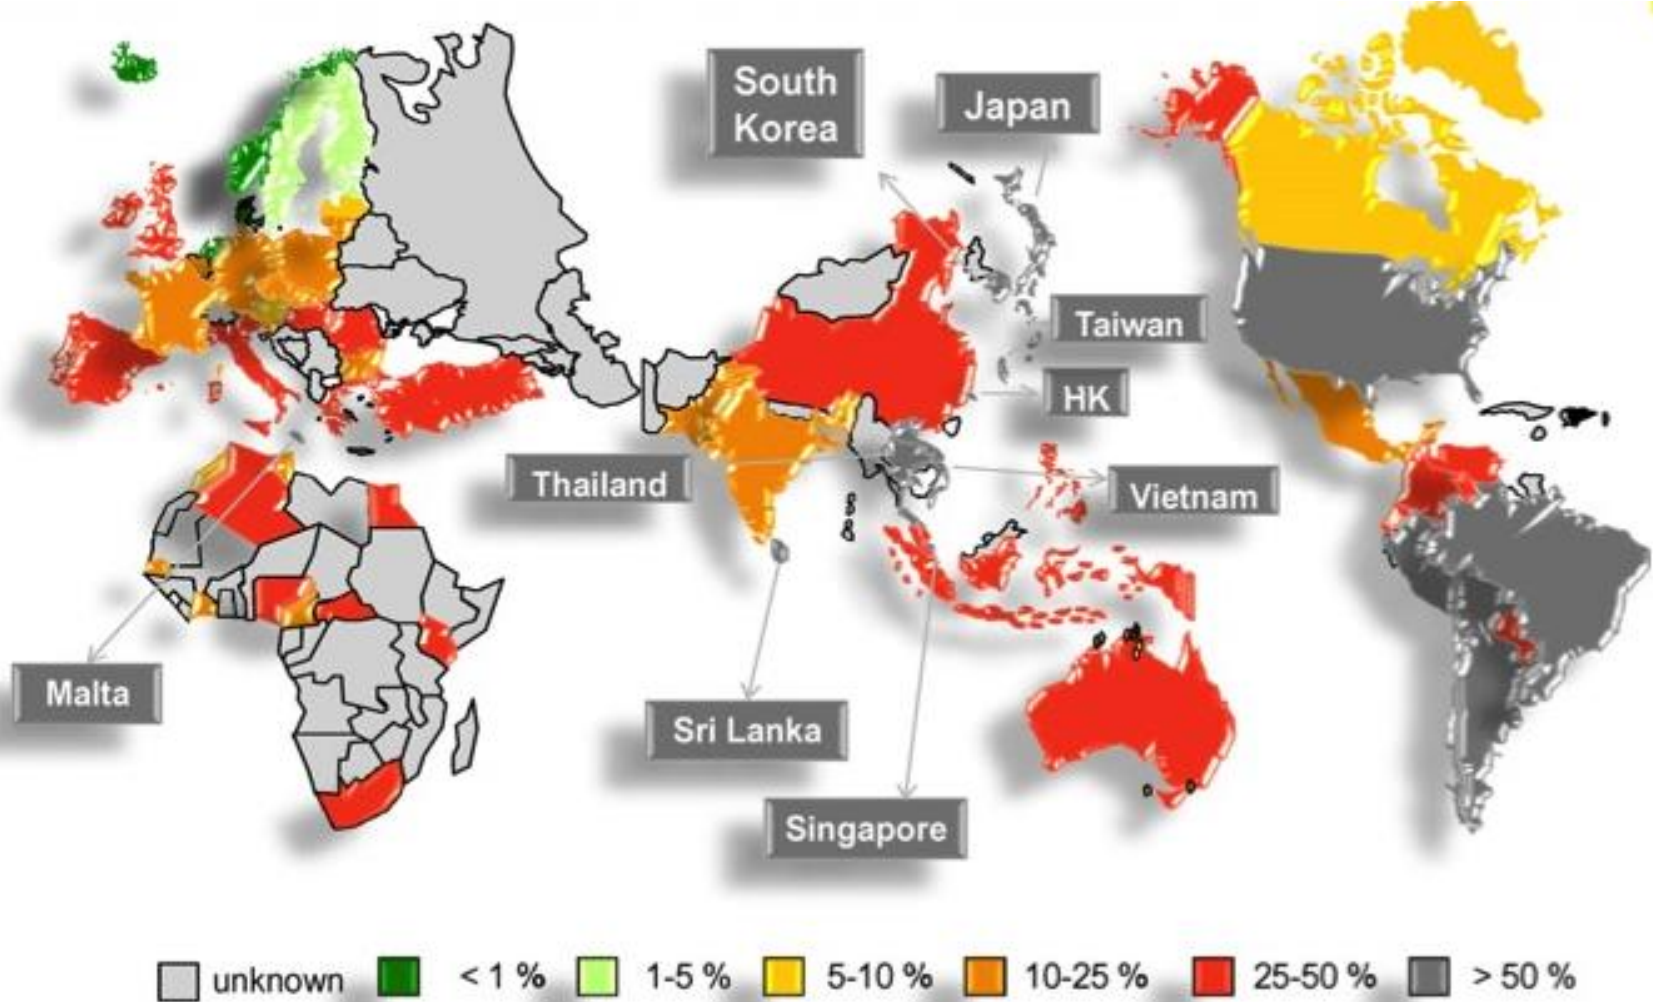 South
Korea
Japan
Taiwan
HK
Thailand
Vietnam
Malta
Sri Lanka
Singapore
unknown
< 1 %
1-5 %
5-10 %
10-25 %
25-50 %
> 50 %